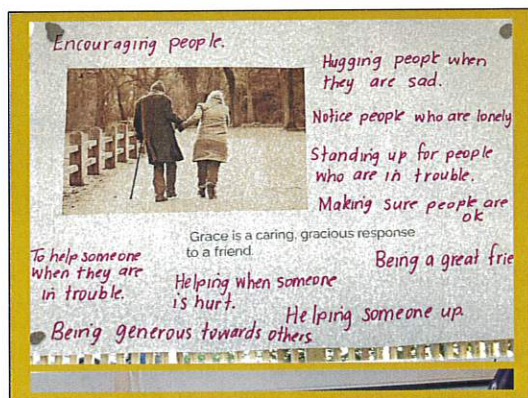 Encouraging people.
Hugging people when
they are sad.
Notice people who are lonely
Standing up for people
who are in trouble.
Making sure people are
ok
Grace is a caring, gracious response
to a friend.
To help someone
when they are
in trouble.
Being a great frie
Helping when someone
is hurt.
Helping someone up.
Being generous towards others